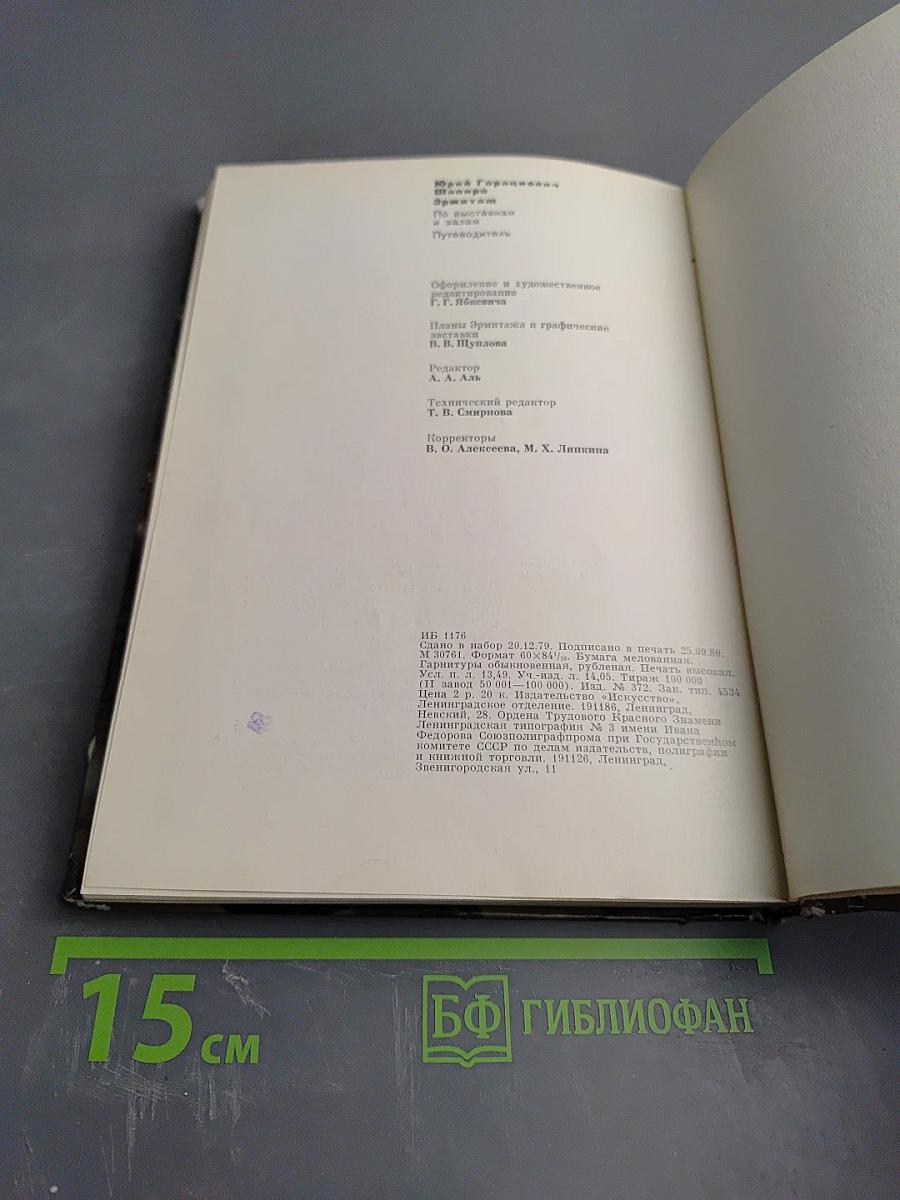 Юрий Горациевич
Шапиро
Эрмитаж
По выставкам
и залам
Путеводитель
Оформление и художественное
редактирование
Г. Г. Ябкевича
Планы Эрмитажа и графические
заставки
В. В. Щуплова
Редактор
А. А. Аль
Технический редактор
Т. В. Смирнова
Корректоры
В. О. Алексеева, М. Х. Липкина
ИБ 1176
Сдано в набор 20.12.79. Подписано в печать 25.09.80.
М 30761. Формат 60×84¹/₁₆. Бумага мелованная.
Гарнитуры обыкновенная, рубленая. Печать высокая.
Усл. п. л. 13,49. Уч.-изд. л. 14,05. Тираж 100 000
(II завод 50 001—100 000). Изд. № 372. Зак. тип. 4534
Цена 2 р. 20 к. Издательство «Искусство»,
Ленинградское отделение. 191186, Ленинград,
Невский, 28. Ордена Трудового Красного Знамени
Ленинградская типография № 3 имени Ивана
Федорова Союзполиграфпрома при Государственном
комитете СССР по делам издательств, полиграфии
и книжной торговли. 191126, Ленинград,
Звенигородская ул., 11
15 см
БФ ГИБЛИОФАН